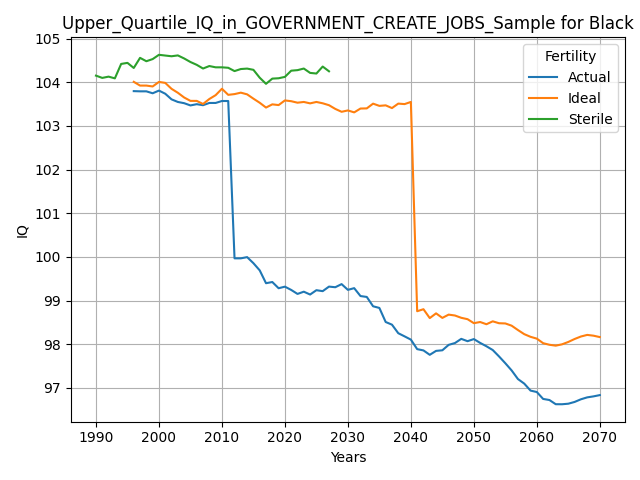 Upper_Quartile_IQ_in_GOVERNMENT_CREATE_JOBS_Sample for Black
Fertility
Actual
Ideal
Sterile
105
104
103
102
101
100
99
98
97
IQ
1990
2000
2010
2020
2030
2040
2050
2060
2070
Years